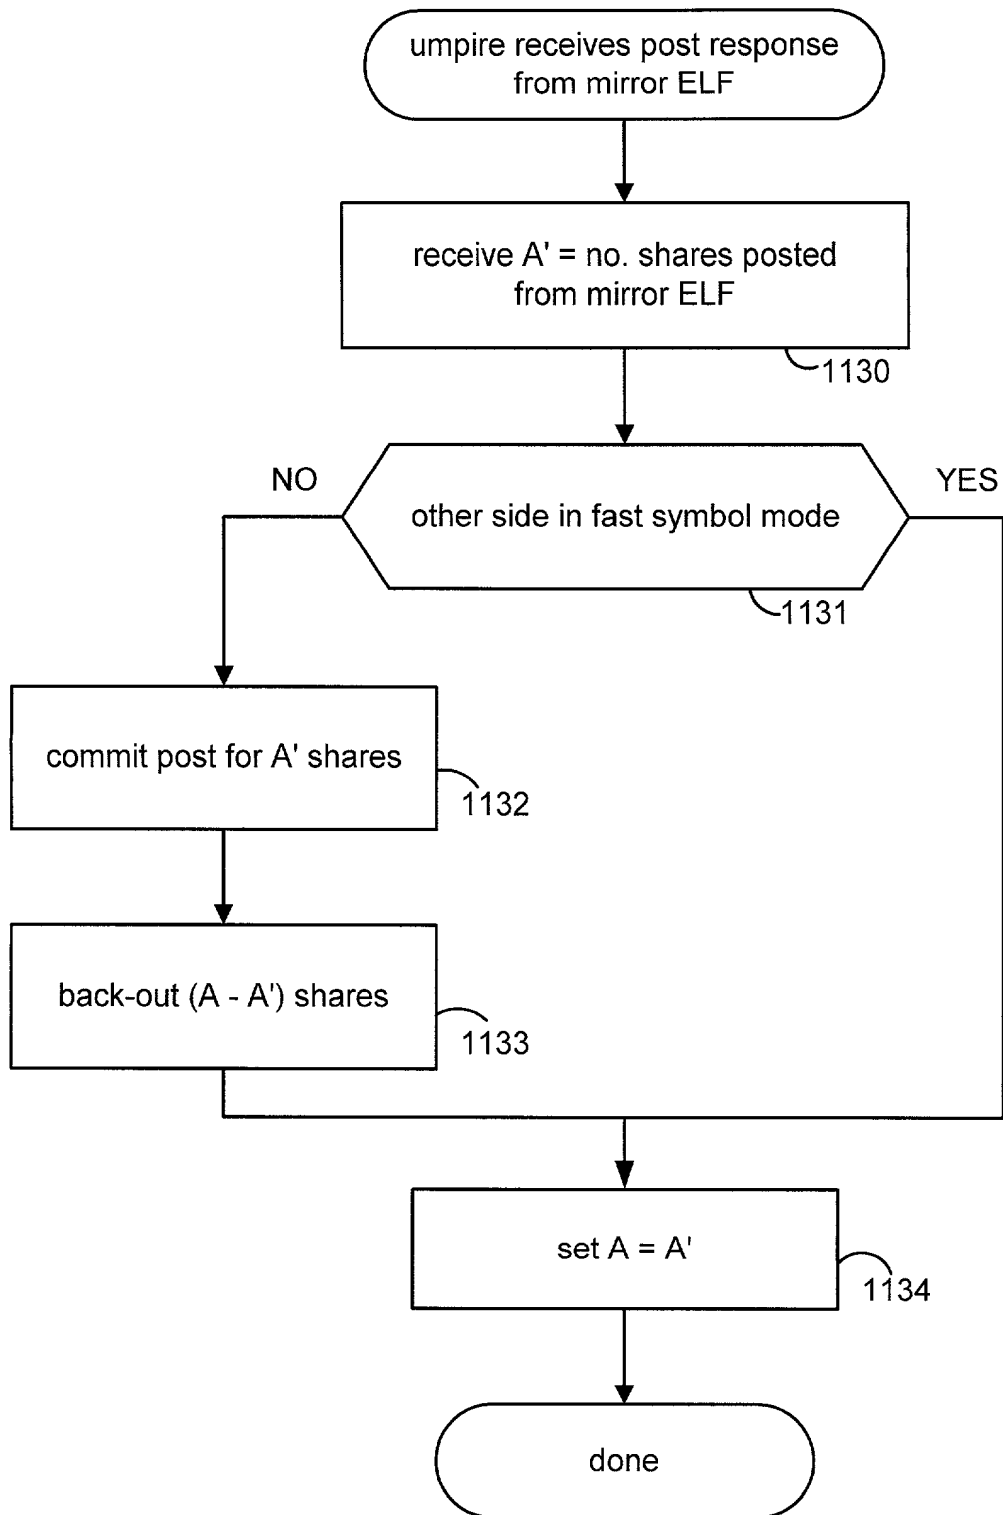 umpire receives post response
from mirror ELF
receive A' = no. shares posted
from mirror ELF
1130
NO
YES
other side in fast symbol mode
1131
commit post for A' shares
1132
back-out (A - A') shares
1133
set A = A'
1134
done